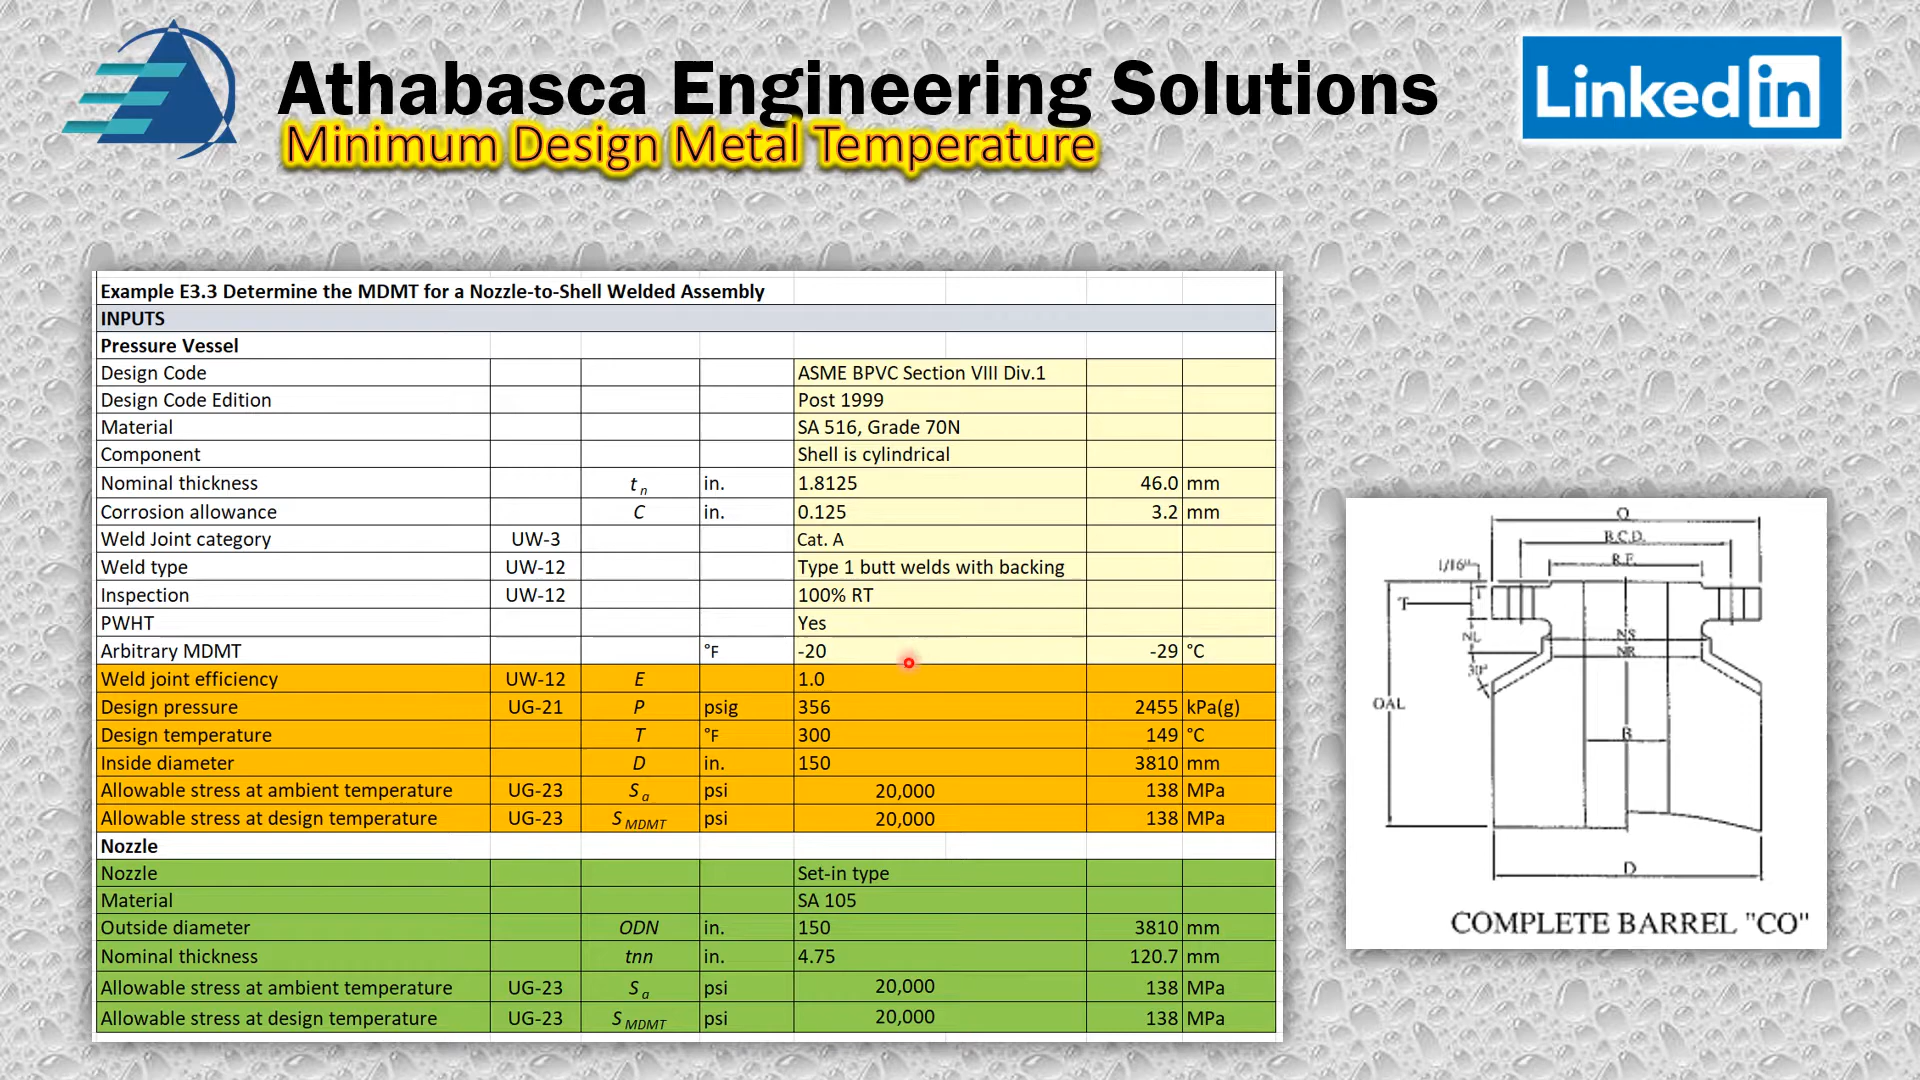 Athabasca Engineering Solutions
Minimum Design Metal Temperature
Linked in
Example E3.3 Determine the MDMT for a Nozzle-to-Shell Welded Assembly
INPUTS
Pressure Vessel
Design Code ASME BPVC Section VIII Div.1
Design Code Edition Post 1999
Material SA 516, Grade 70N
Component Shell is cylindrical
Nominal thickness t n in. 1.8125 46.0 mm
Corrosion allowance C in. 0.125 3.2 mm
Weld Joint category UW-3 Cat. A
Weld type UW-12 Type 1 butt welds with backing
Inspection UW-12 100% RT
PWHT Yes
Arbitrary MDMT °F -20 -29 °C
Weld joint efficiency UW-12 E 1.0
Design pressure UG-21 P psig 356 2455 kPa(g)
Design temperature T °F 300 149 °C
Inside diameter D in. 150 3810 mm
Allowable stress at ambient temperature UG-23 S a psi 20,000 138 MPa
Allowable stress at design temperature UG-23 S MDMT psi 20,000 138 MPa
Nozzle
Nozzle Set-in type
Material SA 105
Outside diameter ODN in. 150 3810 mm
Nominal thickness tnn in. 4.75 120.7 mm
Allowable stress at ambient temperature UG-23 S a psi 20,000 138 MPa
Allowable stress at design temperature UG-23 S MDMT psi 20,000 138 MPa
O
B.C.D.
R.F.
1/16"
T
NL
NS
NR
30°
OAL
B
D
COMPLETE BARREL "CO"